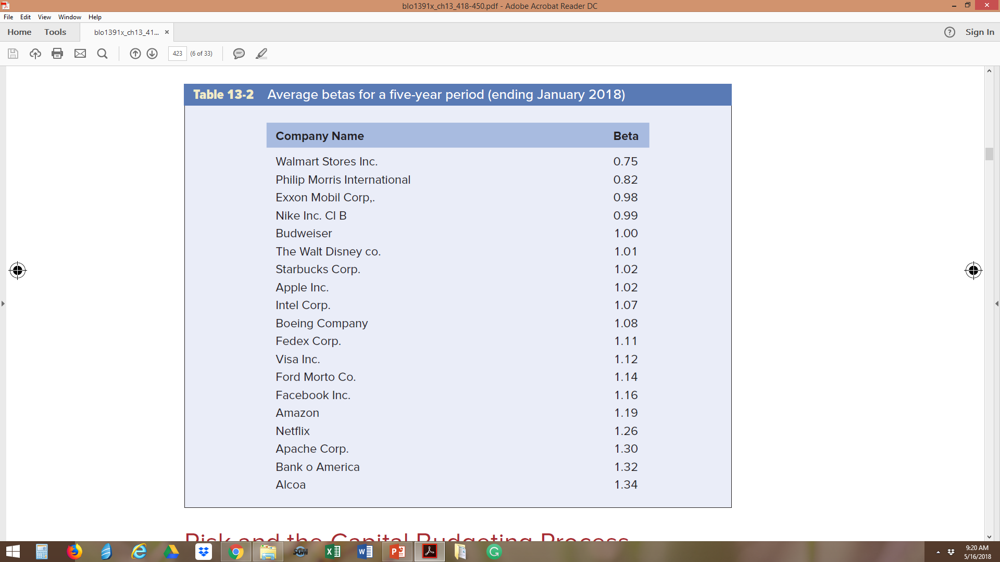 blo1391x_ch13_418-450.pdf - Adobe Acrobat Reader DC
File Edit View Window Help
Home Tools blo1391x_ch13_41... × ? Sign In
423 (6 of 33)
Table 13-2 Average betas for a five-year period (ending January 2018)
Company Name Beta
Walmart Stores Inc. 0.75
Philip Morris International 0.82
Exxon Mobil Corp,. 0.98
Nike Inc. Cl B 0.99
Budweiser 1.00
The Walt Disney co. 1.01
Starbucks Corp. 1.02
Apple Inc. 1.02
Intel Corp. 1.07
Boeing Company 1.08
Fedex Corp. 1.11
Visa Inc. 1.12
Ford Morto Co. 1.14
Facebook Inc. 1.16
Amazon 1.19
Netflix 1.26
Apache Corp. 1.30
Bank o America 1.32
Alcoa 1.34
Risk and the Capital Budgeting Process
9:20 AM
5/16/2018